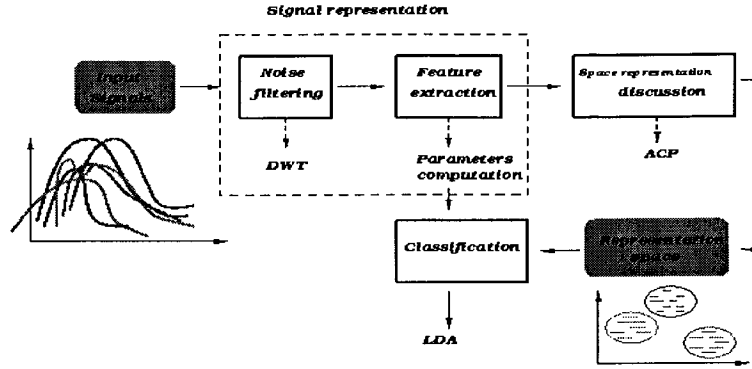 Signal representation
Input
Signals
Noise
filtering
Feature
extraction
Space representation
discussion
DWT
Parameters
computation
ACP
Classification
Representation
space
LDA